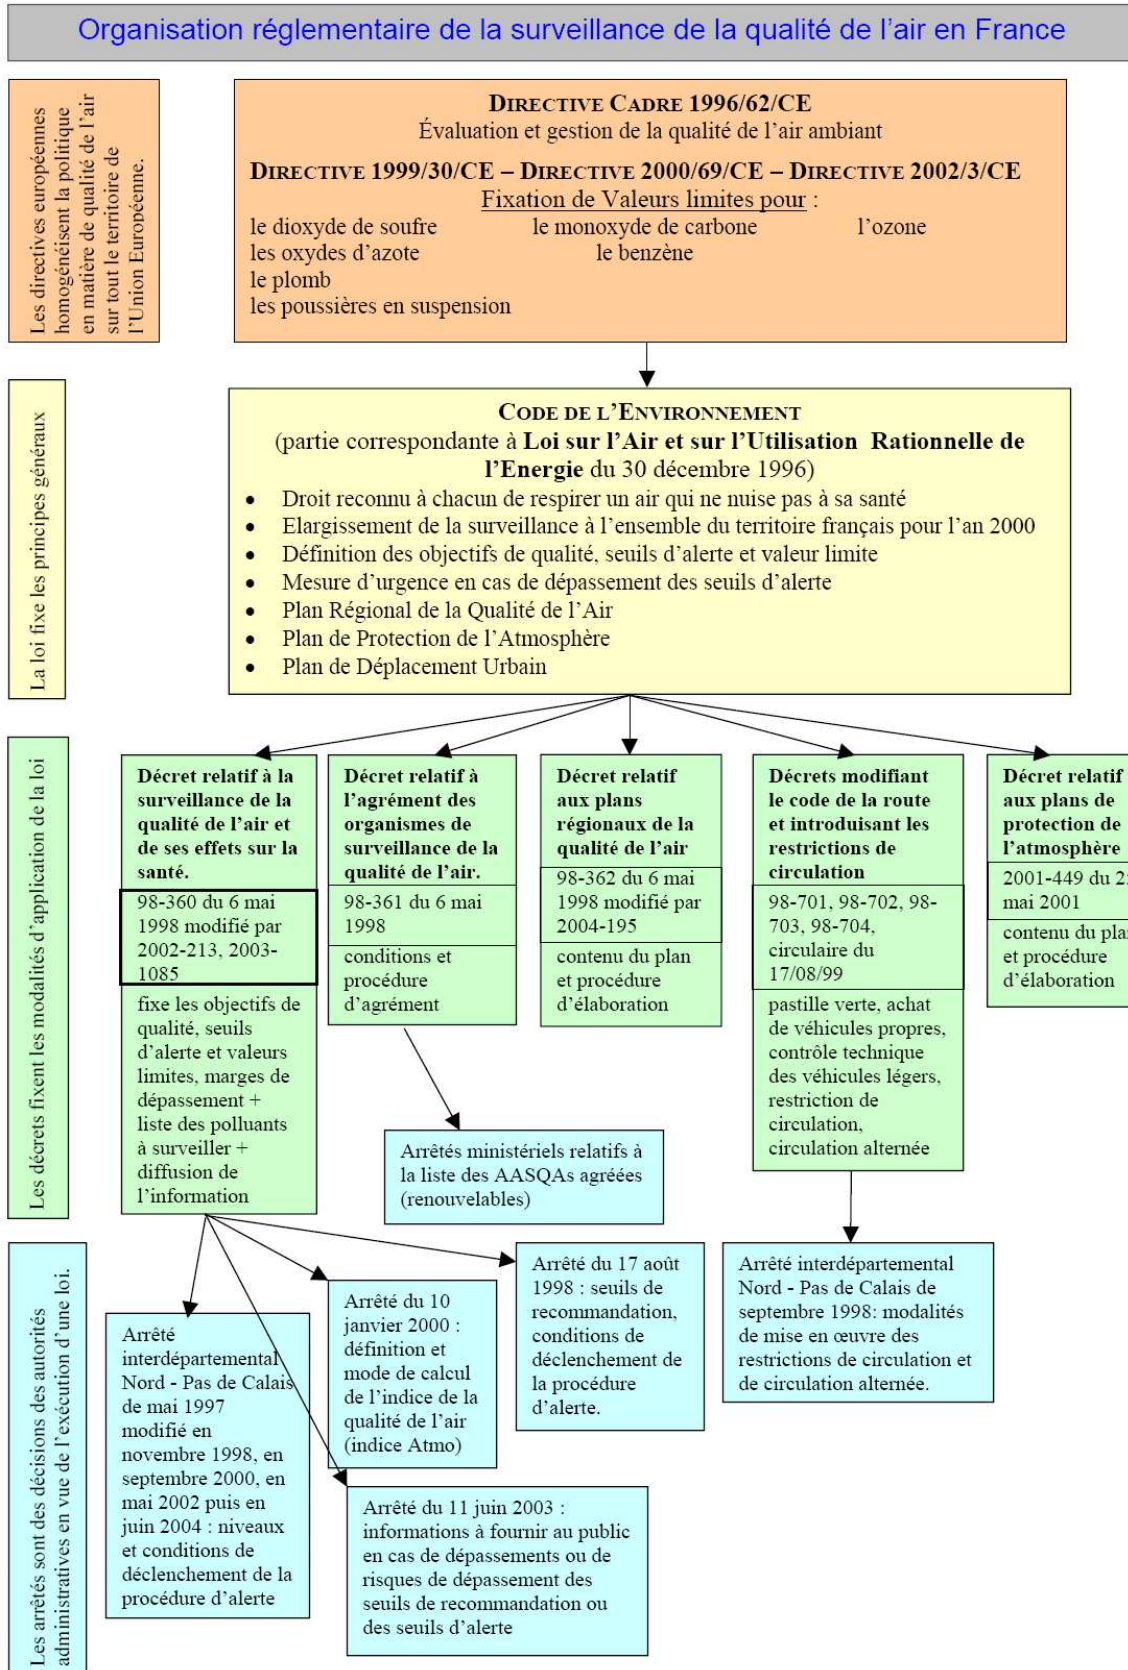 Organisation réglementaire de la surveillance de la qualité de l'air en France
Les directives européennes
homogénéisent la politique
en matière de qualité de l'air
sur tout le territoire de
l'Union Européenne.
DIRECTIVE CADRE 1996/62/CE
Évaluation et gestion de la qualité de l'air ambiant
DIRECTIVE 1999/30/CE – DIRECTIVE 2000/69/CE – DIRECTIVE 2002/3/CE
Fixation de Valeurs limites pour :
le dioxyde de soufre le monoxyde de carbone l'ozone
les oxydes d'azote le benzène
le plomb
les poussières en suspension
La loi fixe les principes généraux
CODE DE L'ENVIRONNEMENT
(partie correspondante à Loi sur l'Air et sur l'Utilisation Rationnelle de
l'Energie du 30 décembre 1996)
• Droit reconnu à chacun de respirer un air qui ne nuise pas à sa santé
• Elargissement de la surveillance à l'ensemble du territoire français pour l'an 2000
• Définition des objectifs de qualité, seuils d'alerte et valeur limite
• Mesure d'urgence en cas de dépassement des seuils d'alerte
• Plan Régional de la Qualité de l'Air
• Plan de Protection de l'Atmosphère
• Plan de Déplacement Urbain
Les décrets fixent les modalités d'application de la loi
Décret relatif à la
surveillance de la
qualité de l'air et
de ses effets sur la
santé.
98-360 du 6 mai
1998 modifié par
2002-213, 2003-
1085
fixe les objectifs de
qualité, seuils
d'alerte et valeurs
limites, marges de
dépassement +
liste des polluants
à surveiller +
diffusion de
l'information
Décret relatif à
l'agrément des
organismes de
surveillance de la
qualité de l'air.
98-361 du 6 mai
1998
conditions et
procédure
d'agrément
Décret relatif
aux plans
régionaux de la
qualité de l'air
98-362 du 6 mai
1998 modifié par
2004-195
contenu du plan
et procédure
d'élaboration
Décrets modifiant
le code de la route
et introduisant les
restrictions de
circulation
98-701, 98-702, 98-
703, 98-704,
circulaire du
17/08/99
pastille verte, achat
de véhicules propres,
contrôle technique
des véhicules légers,
restriction de
circulation,
circulation alternée
Décret relatif
aux plans de
protection de
l'atmosphère
2001-449 du
mai 2001
contenu du plan
et procédure
d'élaboration
Arrêtés ministériels relatifs à
la liste des AASQAs agréées
(renouvelables)
Les arrêtés sont des décisions des autorités
administratives en vue de l'exécution d'une loi.
Arrêté
interdépartemental
Nord - Pas de Calais
de mai 1997
modifié en
novembre 1998, en
septembre 2000, en
mai 2002 puis en
juin 2004 : niveaux
et conditions de
déclenchement de la
procédure d'alerte
Arrêté du 10
janvier 2000 :
définition et
mode de calcul
de l'indice de la
qualité de l'air
(indice Atmo)
Arrêté du 17 août
1998 : seuils de
recommandation,
conditions de
déclenchement de
la procédure
d'alerte.
Arrêté interdépartemental
Nord - Pas de Calais de
septembre 1998: modalités
de mise en œuvre des
restrictions de circulation et
de circulation alternée.
Arrêté du 11 juin 2003 :
informations à fournir au public
en cas de dépassements ou de
risques de dépassement des
seuils de recommandation ou
des seuils d'alerte